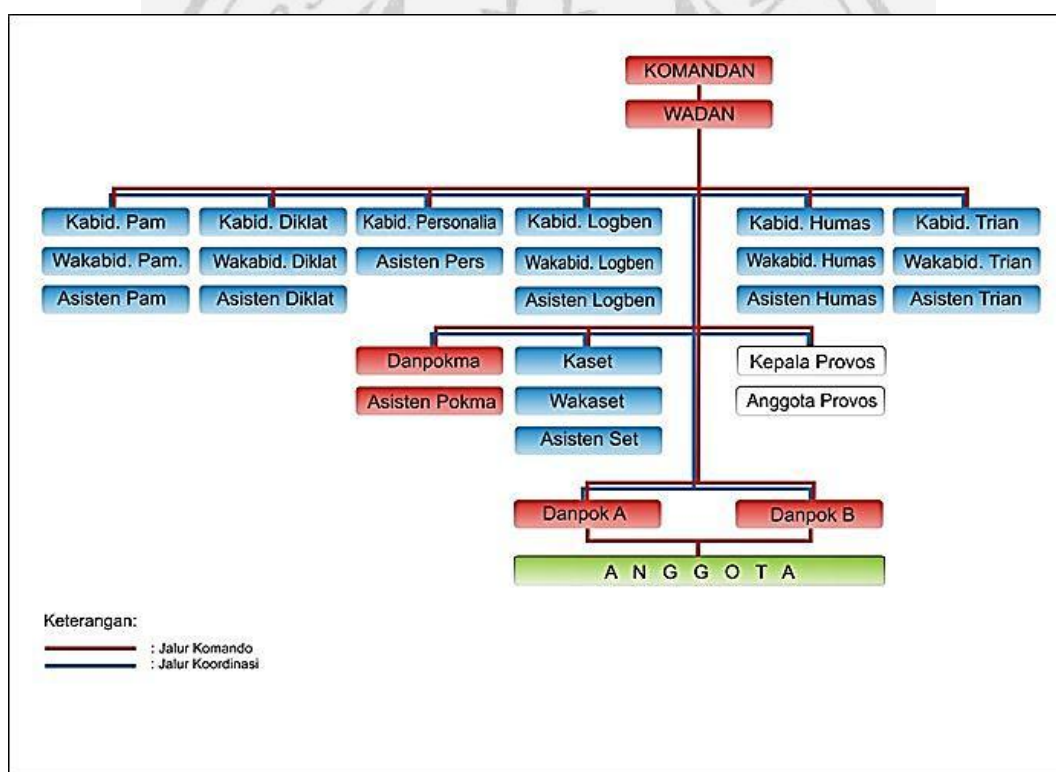 KOMANDAN
WADAN
Kabid. Pam
Kabid. Diklat
Kabid. Personalia
Kabid. Logben
Kabid. Humas
Kabid. Trian
Wakabid. Pam.
Wakabid. Diklat
Asisten Pers
Wakabid. Logben
Wakabid. Humas
Wakabid. Trian
Asisten Pam
Asisten Diklat
Asisten Logben
Asisten Humas
Asisten Trian
Danpokma
Kaset
Kepala Provos
Asisten Pokma
Wakaset
Anggota Provos
Asisten Set
Danpok A
Danpok B
A N G G O T A
Keterangan:
: Jalur Komando
: Jalur Koordinasi